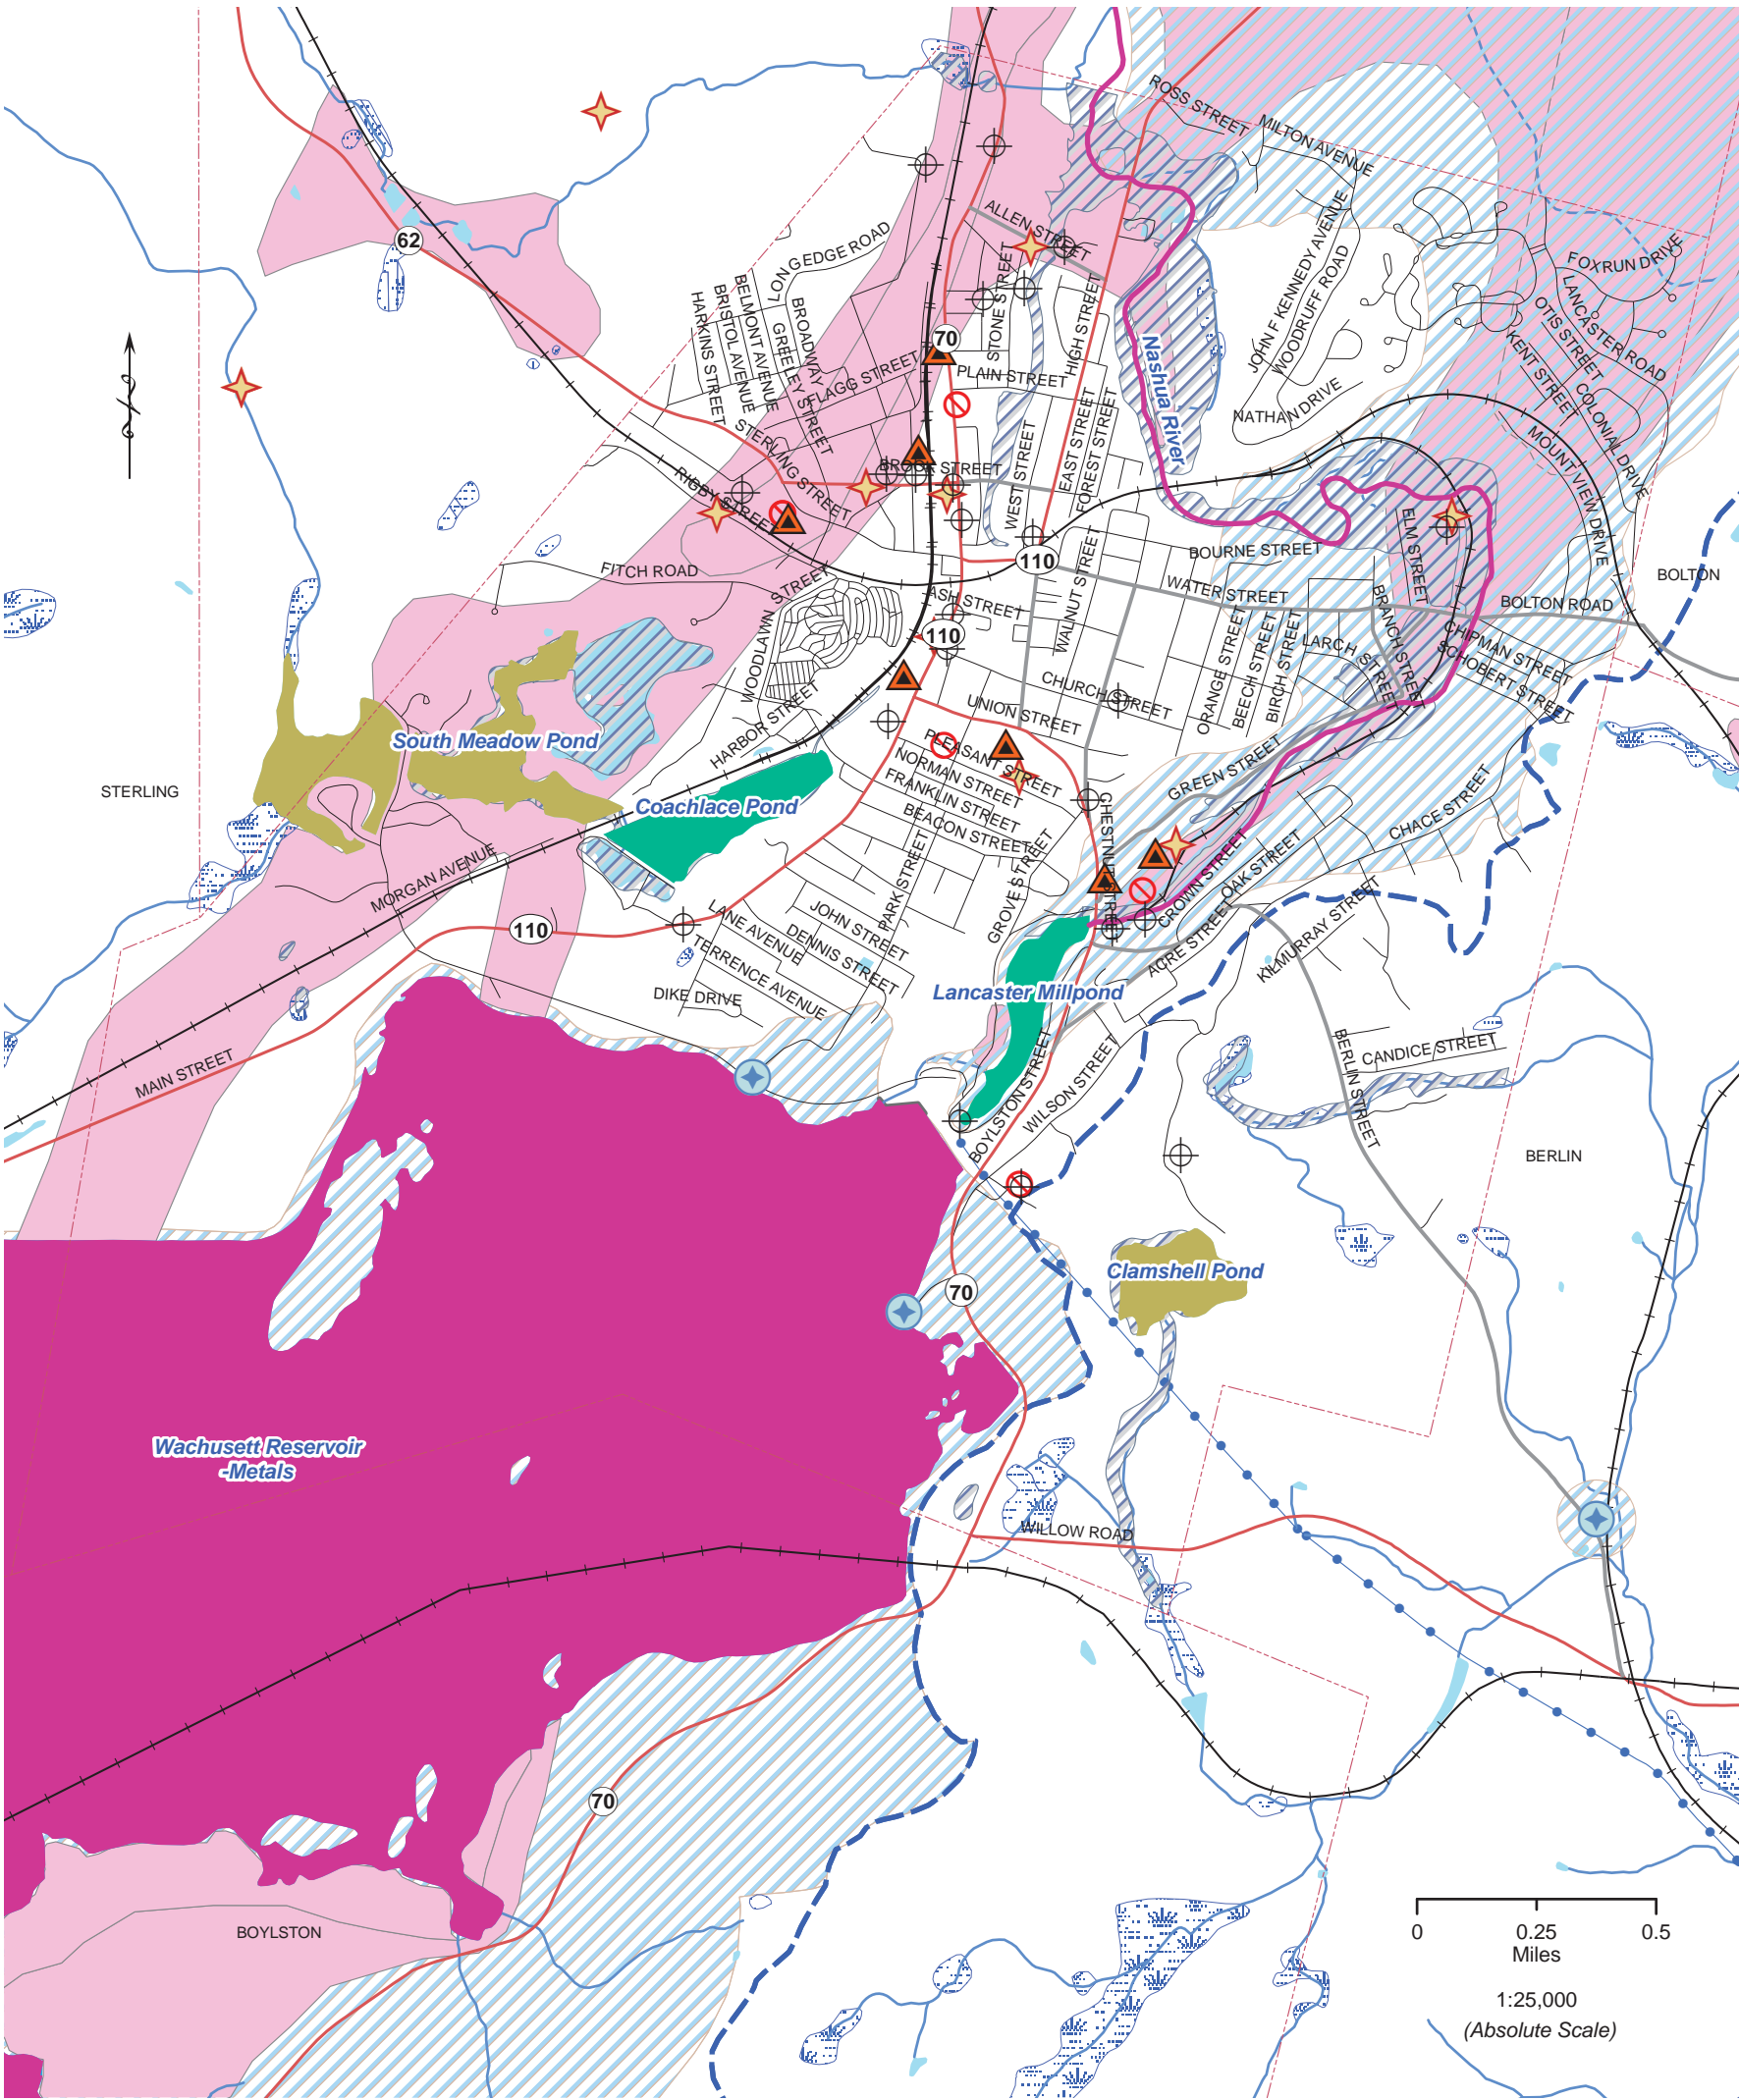 ROSS STREET
MILTON AVENUE
ALLEN STREET
62
LONGEDGE ROAD
JOHN F KENNEDY AVENUE
WOODRUFF ROAD
FOXRUN DRIVE
LANCASTER ROAD
OTIS STREET
KENT STREET
COLONIAL DRIVE
MOUNT VIEW DRIVE
HARKINS STREET
BRISTOL AVENUE
BELMONT AVENUE
GREELEY STREET
BROADWAY
FLAGG STREET
STONE STREET
HIGH STREET
70
PLAIN STREET
Nashua River
NATHAN DRIVE
STERLING STREET
BROOK STREET
RIGBY STREET
WEST STREET
EAST STREET
FOREST STREET
ELM STREET
BOURNE STREET
110
FITCH ROAD
WATER STREET
BOLTON
BOLTON ROAD
WOODLAWN STREET
ASH STREET
110
WALNUT STREET
ORANGE STREET
BEECH STREET
BIRCH STREET
LARCH STREET
BRANCH STREET
CHIPMAN STREET
SCHOBERT STREET
CHURCH STREET
UNION STREET
HARBOR STREET
South Meadow Pond
STERLING
PLEASANT STREET
NORMAN STREET
FRANKLIN STREET
BEACON STREET
GREEN STREET
Coachlace Pond
CHESTNUT STREET
CHACE STREET
MORGAN AVENUE
PARK STREET
GROVE STREET
CROWN STREET
OAK STREET
110
JOHN STREET
LANE AVENUE
DENNIS STREET
TERRENCE AVENUE
ACRE STREET
KILMURRAY STREET
DIKE DRIVE
Lancaster Millpond
MAIN STREET
BOYLSTON STREET
WILSON STREET
BERLIN STREET
CANDICE STREET
BERLIN
70
Clamshell Pond
Wachusett Reservoir
-Metals
WILLOW ROAD
70
BOYLSTON
0 0.25 0.5
Miles
1:25,000
(Absolute Scale)